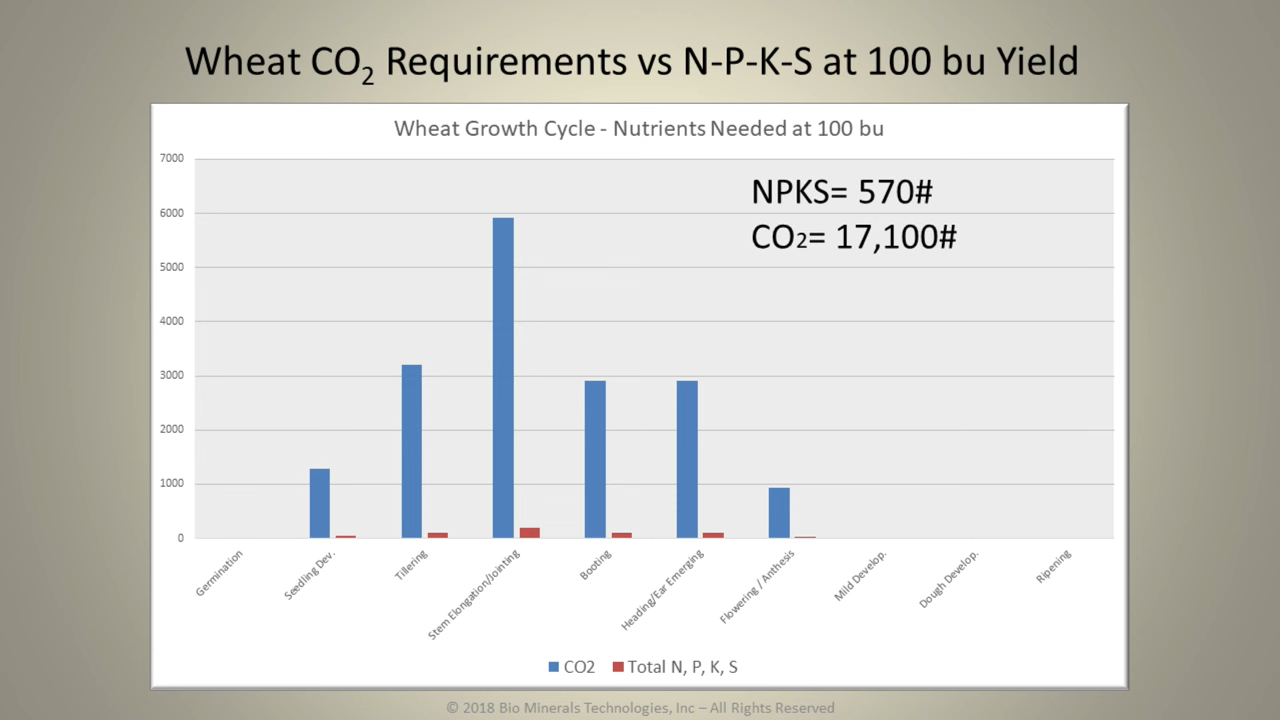 Wheat CO₂ Requirements vs N-P-K-S at 100 bu Yield
Wheat Growth Cycle - Nutrients Needed at 100 bu
NPKS= 570#
CO2= 17,100#
7000
6000
5000
4000
3000
2000
1000
0
Germination
Seedling Dev.
Tillering
Stem Elongation/Jointing
Booting
Heading/Ear Emerging
Flowering / Anthesis
Mild Develop.
Dough Develop.
Ripening
CO2
Total N, P, K, S
© 2018 Bio Minerals Technologies, Inc – All Rights Reserved